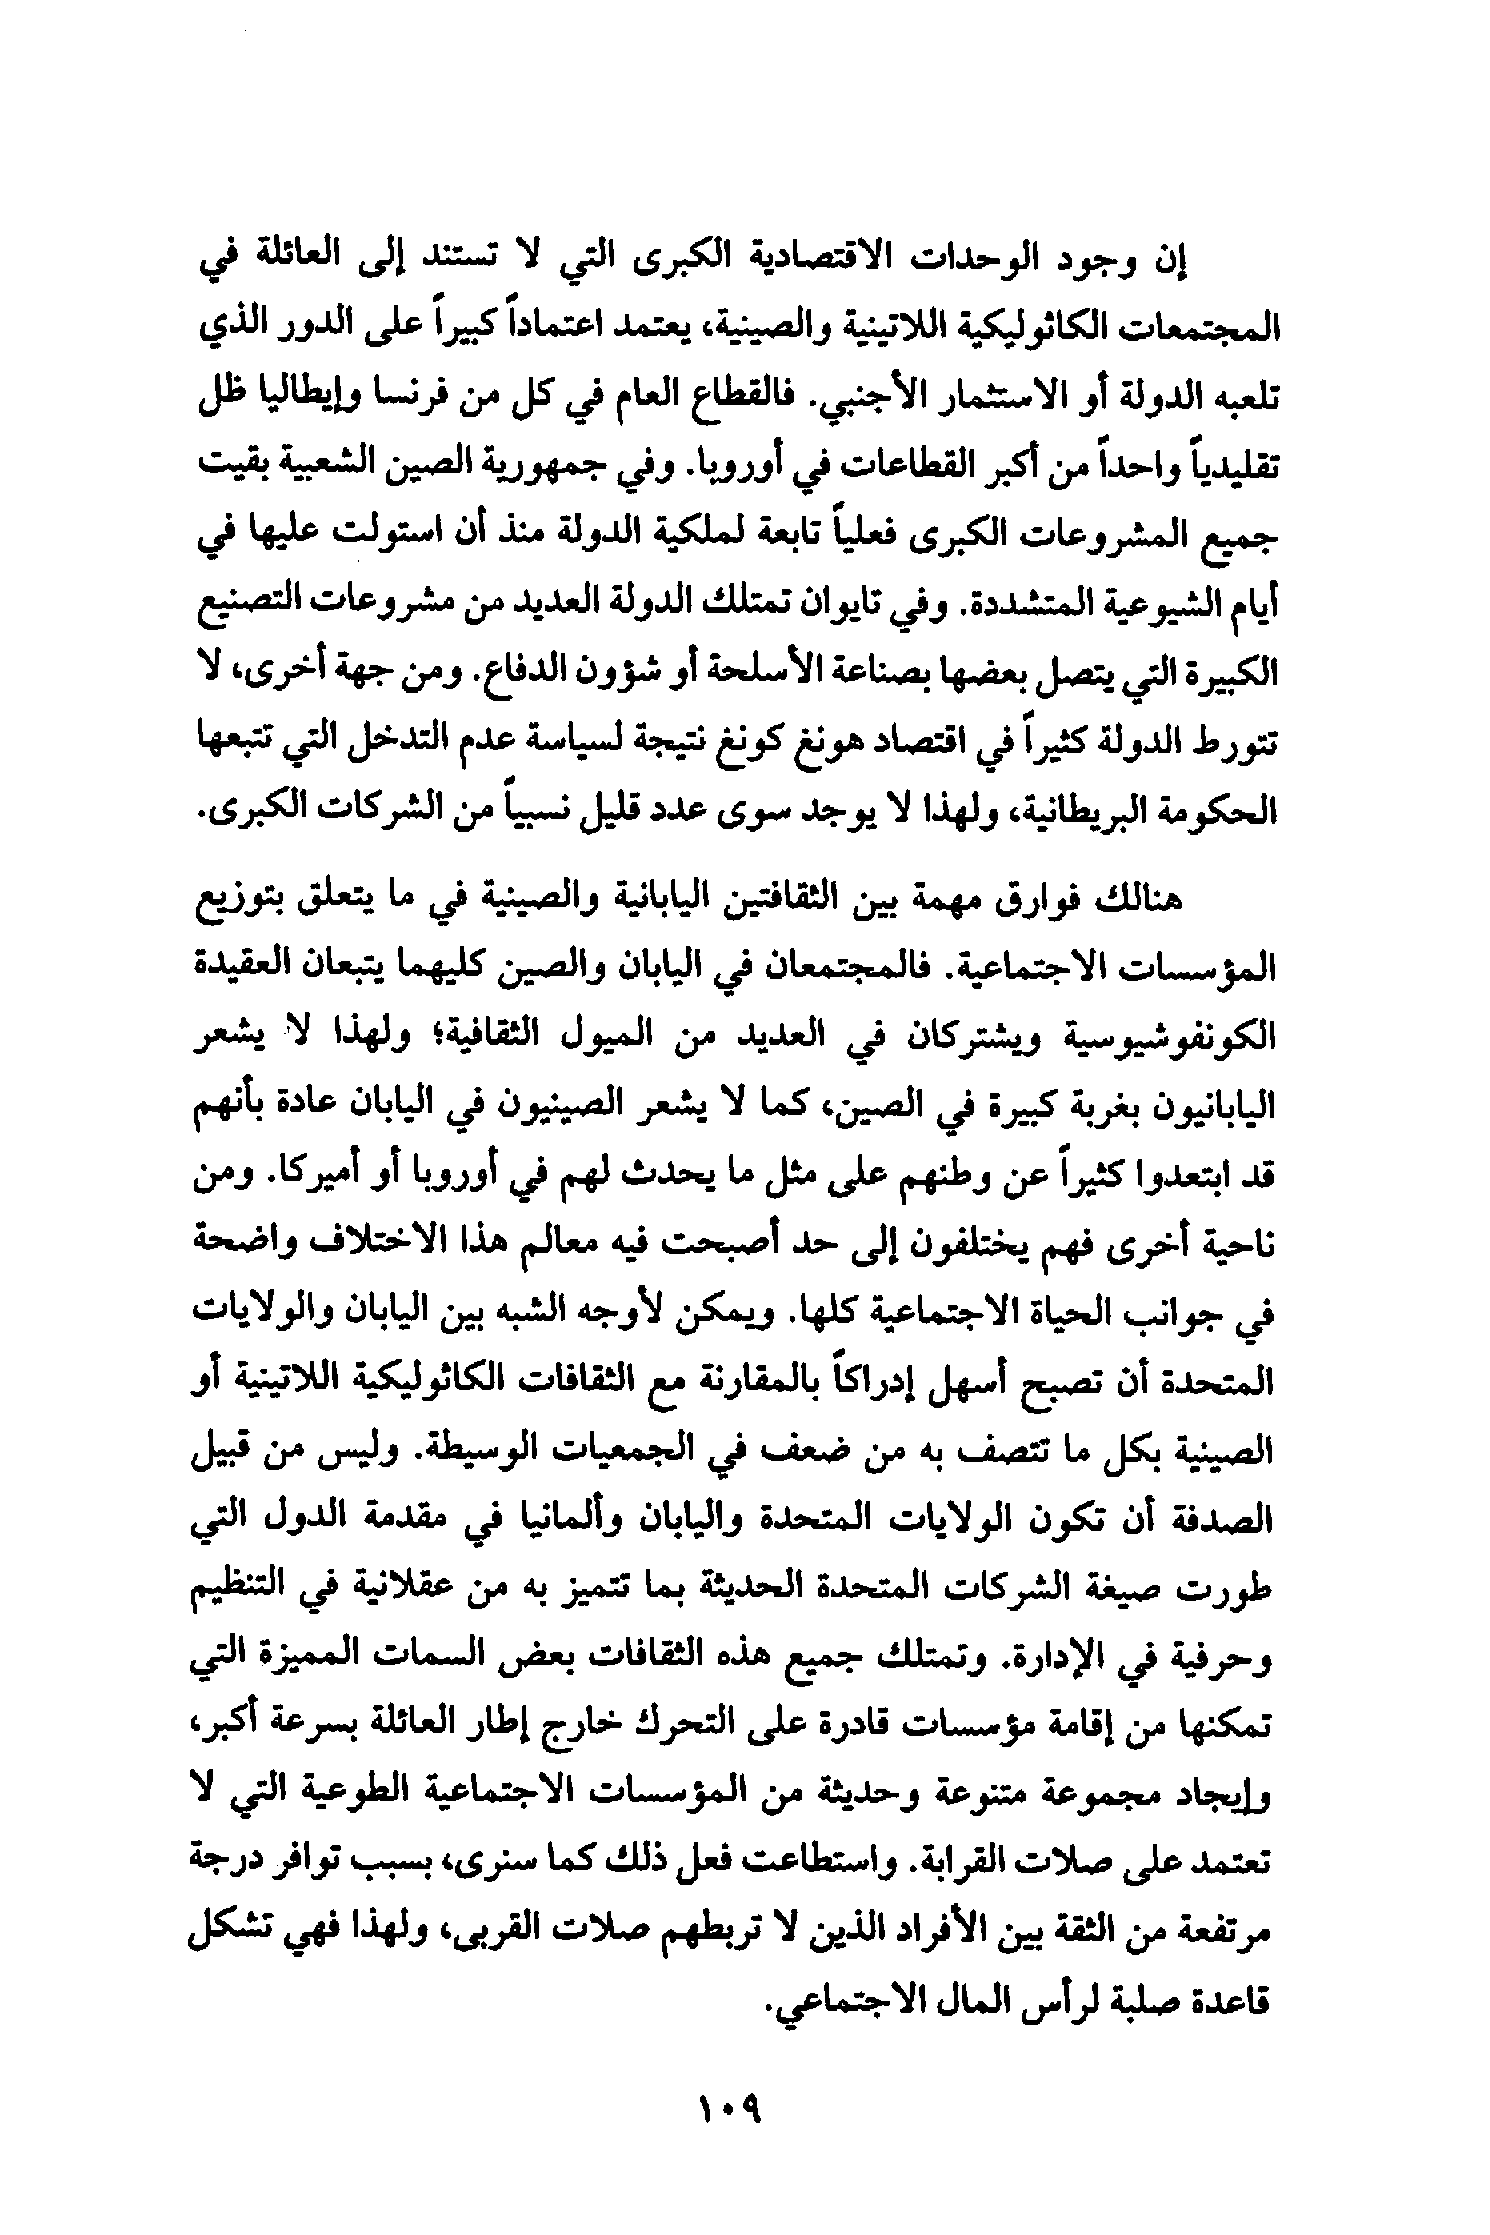 إن وجود الوحدات الاقتصادية الكبرى التي لا تستند إلى العائلة في
المجتمعات الكاثوليكية اللاتينية والصينية، يعتمد اعتماداً كبيراً على الدور الذي
تلعبه الدولة أو الاستثمار الأجنبي. فالقطاع العام في كل من فرنسا وإيطاليا ظل
تقليدياً واحداً من أكبر القطاعات في أوروبا. وفي جمهورية الصين الشعبية بقيت
جميع المشروعات الكبرى فعلياً تابعة لملكية الدولة منذ أن استولت عليها في
أيام الشيوعية المتشددة. وفي تايوان تمتلك الدولة العديد من مشروعات التصنيع
الكبيرة التي يتصل بعضها بصناعة الأسلحة أو شؤون الدفاع. ومن جهة أخرى، لا
تتورط الدولة كثيراً في اقتصاد هونغ كونغ نتيجة لسياسة عدم التدخل التي تتبعها
الحكومة البريطانية، ولهذا لا يوجد سوى عدد قليل نسبياً من الشركات الكبرى.
هنالك فوارق مهمة بين الثقافتين اليابانية والصينية في ما يتعلق بتوزيع
المؤسسات الاجتماعية. فالمجتمعان في اليابان والصين كليهما يتبعان العقيدة
الكونفوشيوسية ويشتركان في العديد من الميول الثقافية؛ ولهذا لا يشعر
اليابانيون بغربة كبيرة في الصين، كما لا يشعر الصينيون في اليابان عادة بأنهم
قد ابتعدوا كثيراً عن وطنهم على مثل ما يحدث لهم في أوروبا أو أميركا. ومن
ناحية أخرى فهم يختلفون إلى حد أصبحت فيه معالم هذا الاختلاف واضحة
في جوانب الحياة الاجتماعية كلها. ويمكن لأوجه الشبه بين اليابان والولايات
المتحدة أن تصبح أسهل إدراكاً بالمقارنة مع الثقافات الكاثوليكية اللاتينية أو
الصينية بكل ما تتصف به من ضعف في الجمعيات الوسيطة. وليس من قبيل
الصدفة أن تكون الولايات المتحدة واليابان وألمانيا في مقدمة الدول التي
طورت صيغة الشركات المتحدة الحديثة بما تتميز به من عقلانية في التنظيم
وحرفية في الإدارة. وتمتلك جميع هذه الثقافات بعض السمات المميزة التي
تمكنها من إقامة مؤسسات قادرة على التحرك خارج إطار العائلة بسرعة أكبر،
وإيجاد مجموعة متنوعة وحديثة من المؤسسات الاجتماعية الطوعية التي لا
تعتمد على صلات القرابة. واستطاعت فعل ذلك كما سنرى، بسبب توافر درجة
مرتفعة من الثقة بين الأفراد الذين لا تربطهم صلات القربى، ولهذا فهي تشكل
قاعدة صلبة لرأس المال الاجتماعي.
١٠٩